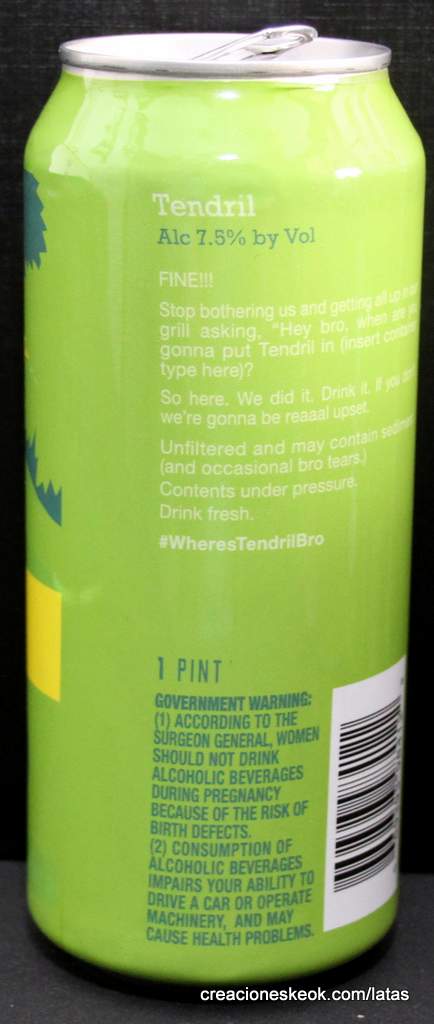 Tendril
Alc 7.5% by Vol
FINE!!!
Stop bothering us and getting all up in our
grill asking, "Hey bro, when are you
gonna put Tendril in (insert container
type here)?
So here. We did it. Drink it. If you don't
we're gonna be reaaal upset.
Unfiltered and may contain sediment
(and occasional bro tears.)
Contents under pressure.
Drink fresh.
#WheresTendrilBro
1 PINT
GOVERNMENT WARNING:
(1) ACCORDING TO THE
SURGEON GENERAL, WOMEN
SHOULD NOT DRINK
ALCOHOLIC BEVERAGES
DURING PREGNANCY
BECAUSE OF THE RISK OF
BIRTH DEFECTS.
(2) CONSUMPTION OF
ALCOHOLIC BEVERAGES
IMPAIRS YOUR ABILITY TO
DRIVE A CAR OR OPERATE
MACHINERY, AND MAY
CAUSE HEALTH PROBLEMS.
creacioneskeok.com/latas